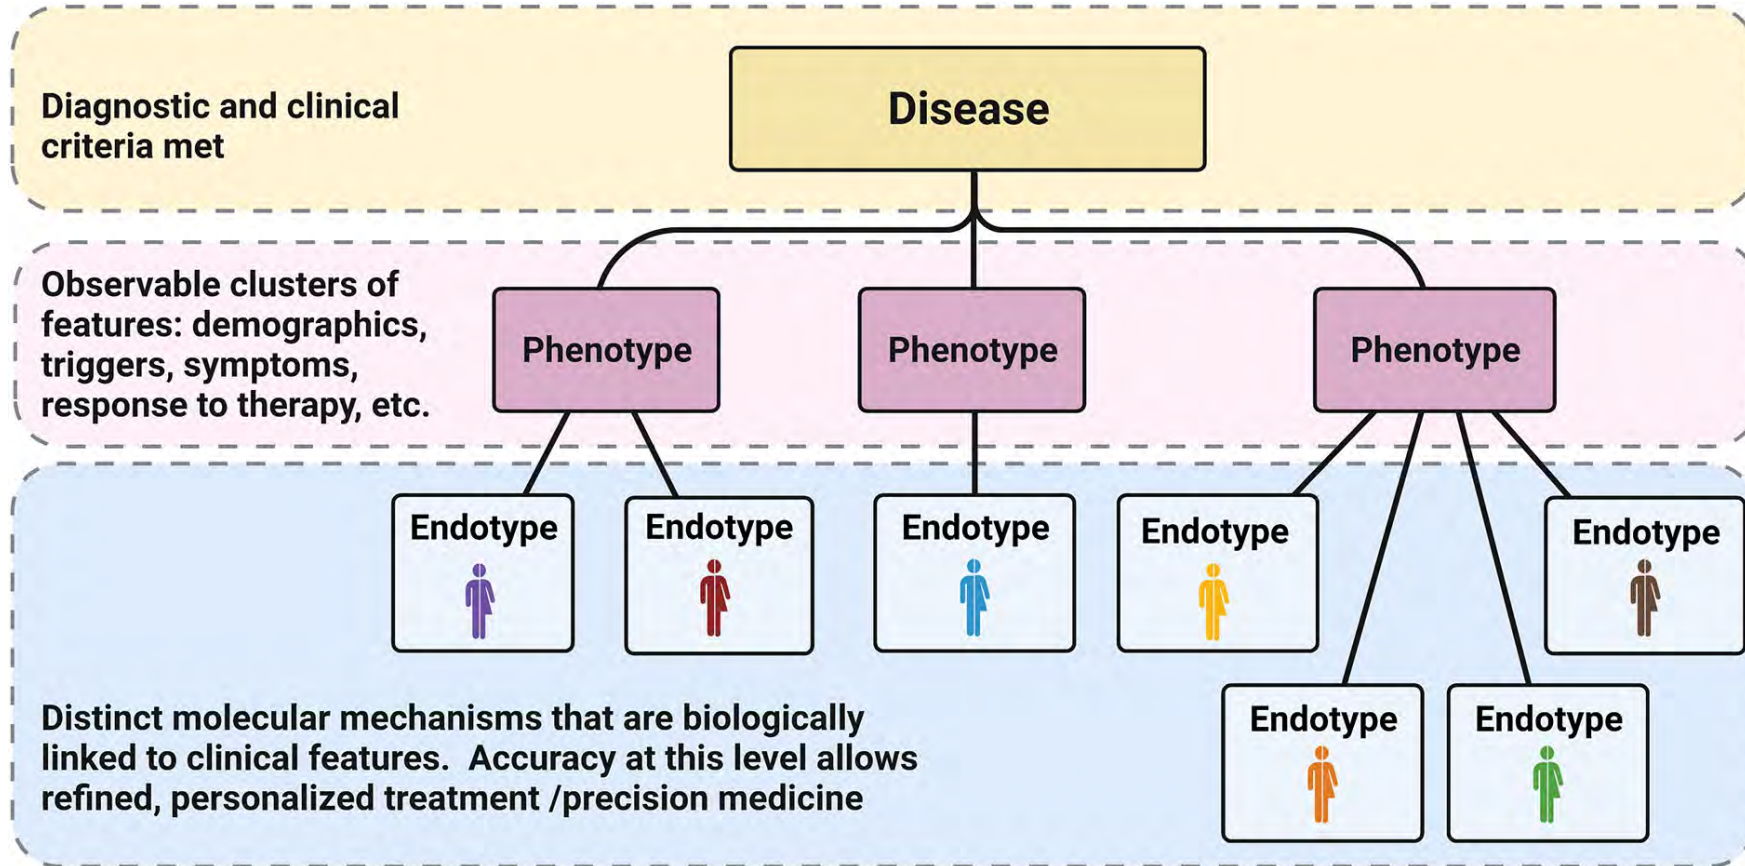 Disease
Diagnostic and clinical
criteria met
Observable clusters of
features: demographics,
triggers, symptoms,
response to therapy, etc.
Phenotype
Phenotype
Phenotype
Endotype
Endotype
Endotype
Endotype
Endotype
Endotype
Endotype
Distinct molecular mechanisms that are biologically
linked to clinical features.  Accuracy at this level allows
refined, personalized treatment /precision medicine